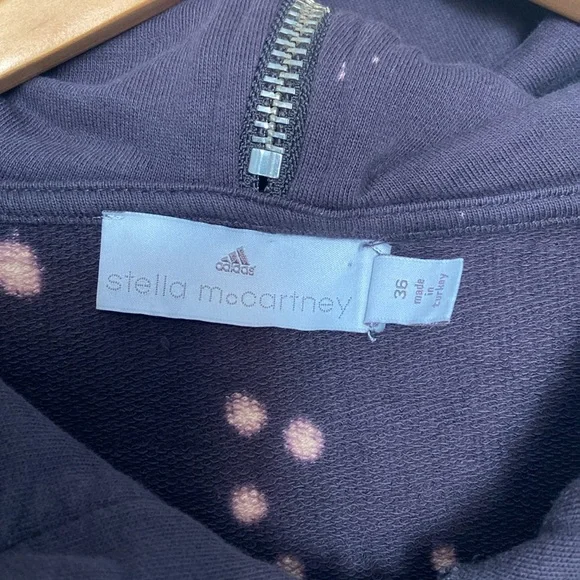 adidas
stella mccartney
36
made
in
turkey